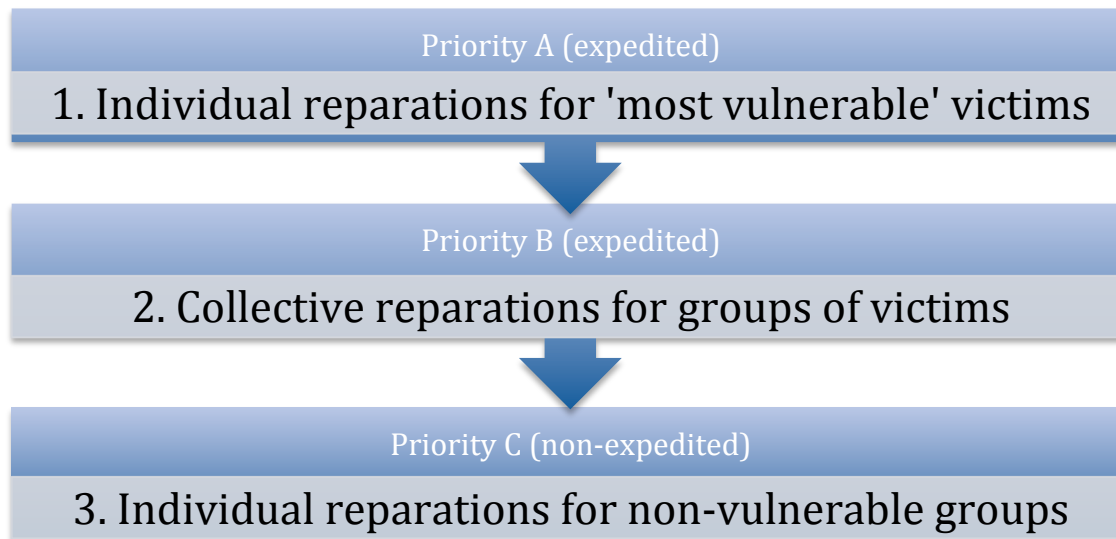 Priority A (expedited)
1. Individual reparations for 'most vulnerable' victims
Priority B (expedited)
2. Collective reparations for groups of victims
Priority C (non-expedited)
3. Individual reparations for non-vulnerable groups